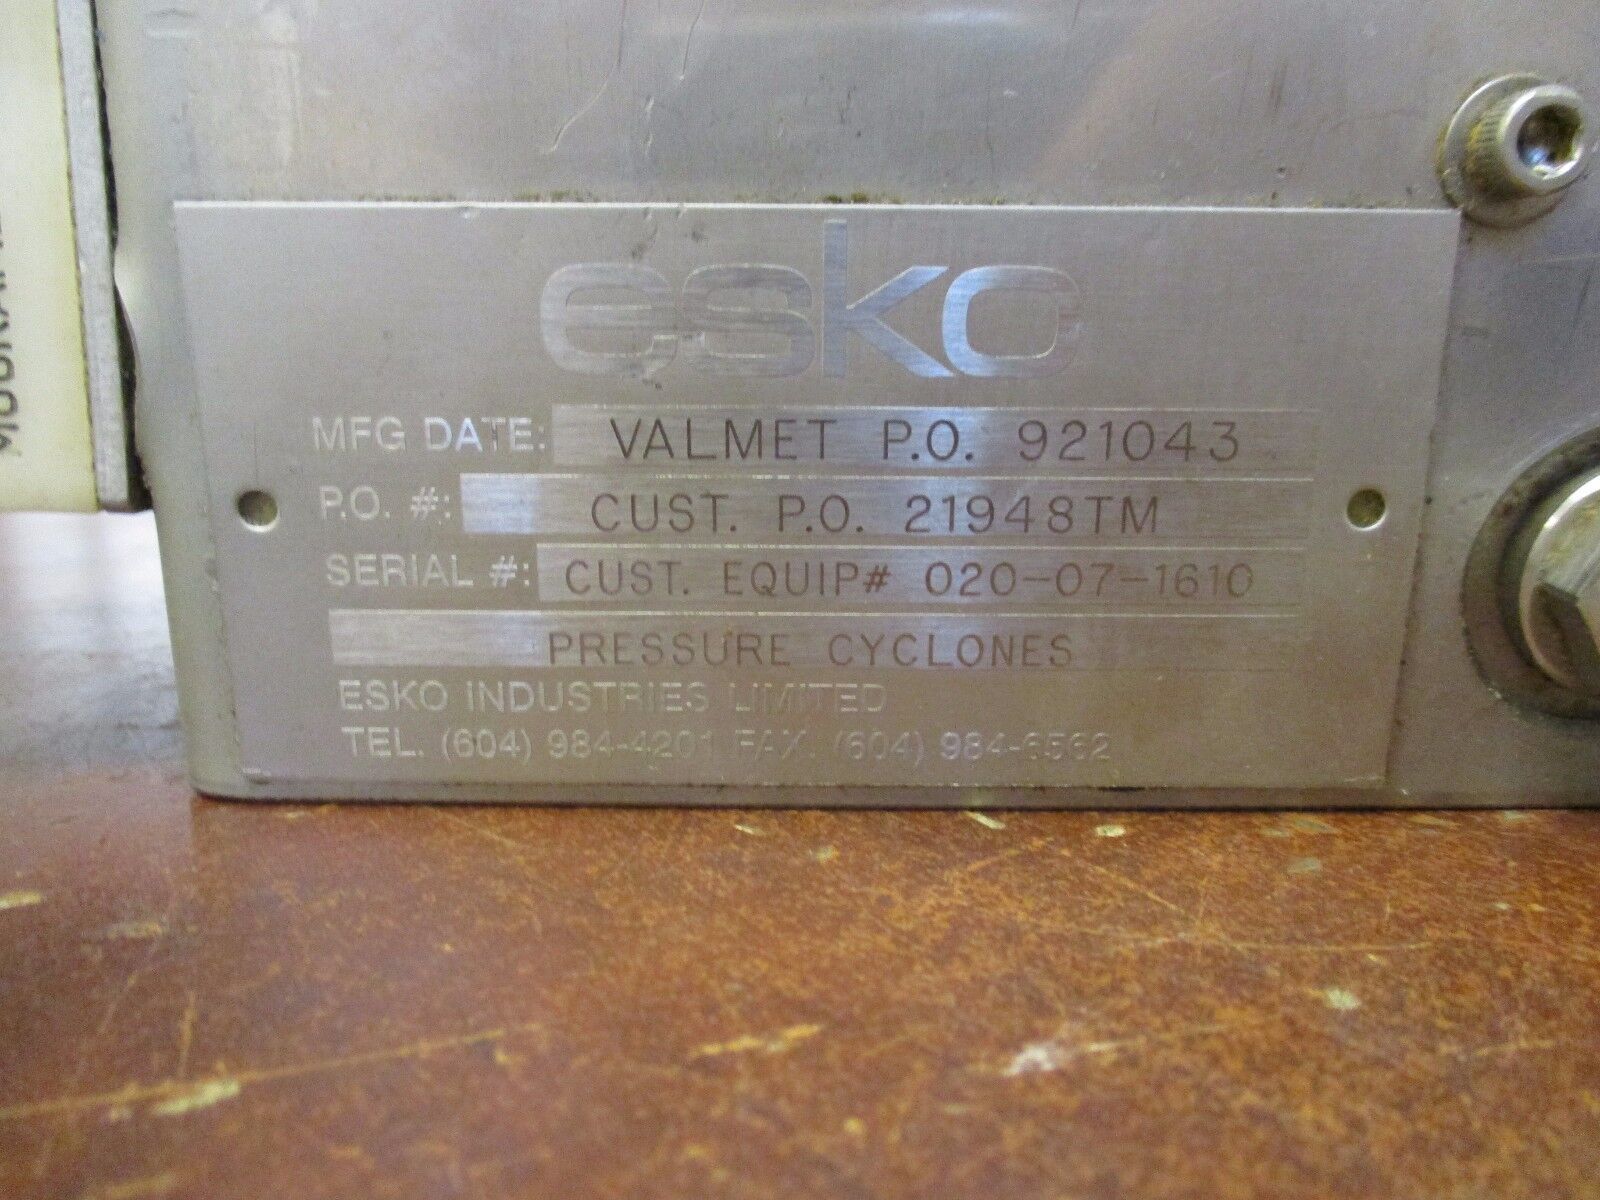 esko
MFG DATE: VALMET P.O. 921043
P.O. #: CUST. P.O. 21948TM
SERIAL #: CUST. EQUIP# 020-07-1610
PRESSURE CYCLONES
ESKO INDUSTRIES LIMITED
TEL. (604) 984-4201 FAX. (604) 984-6562